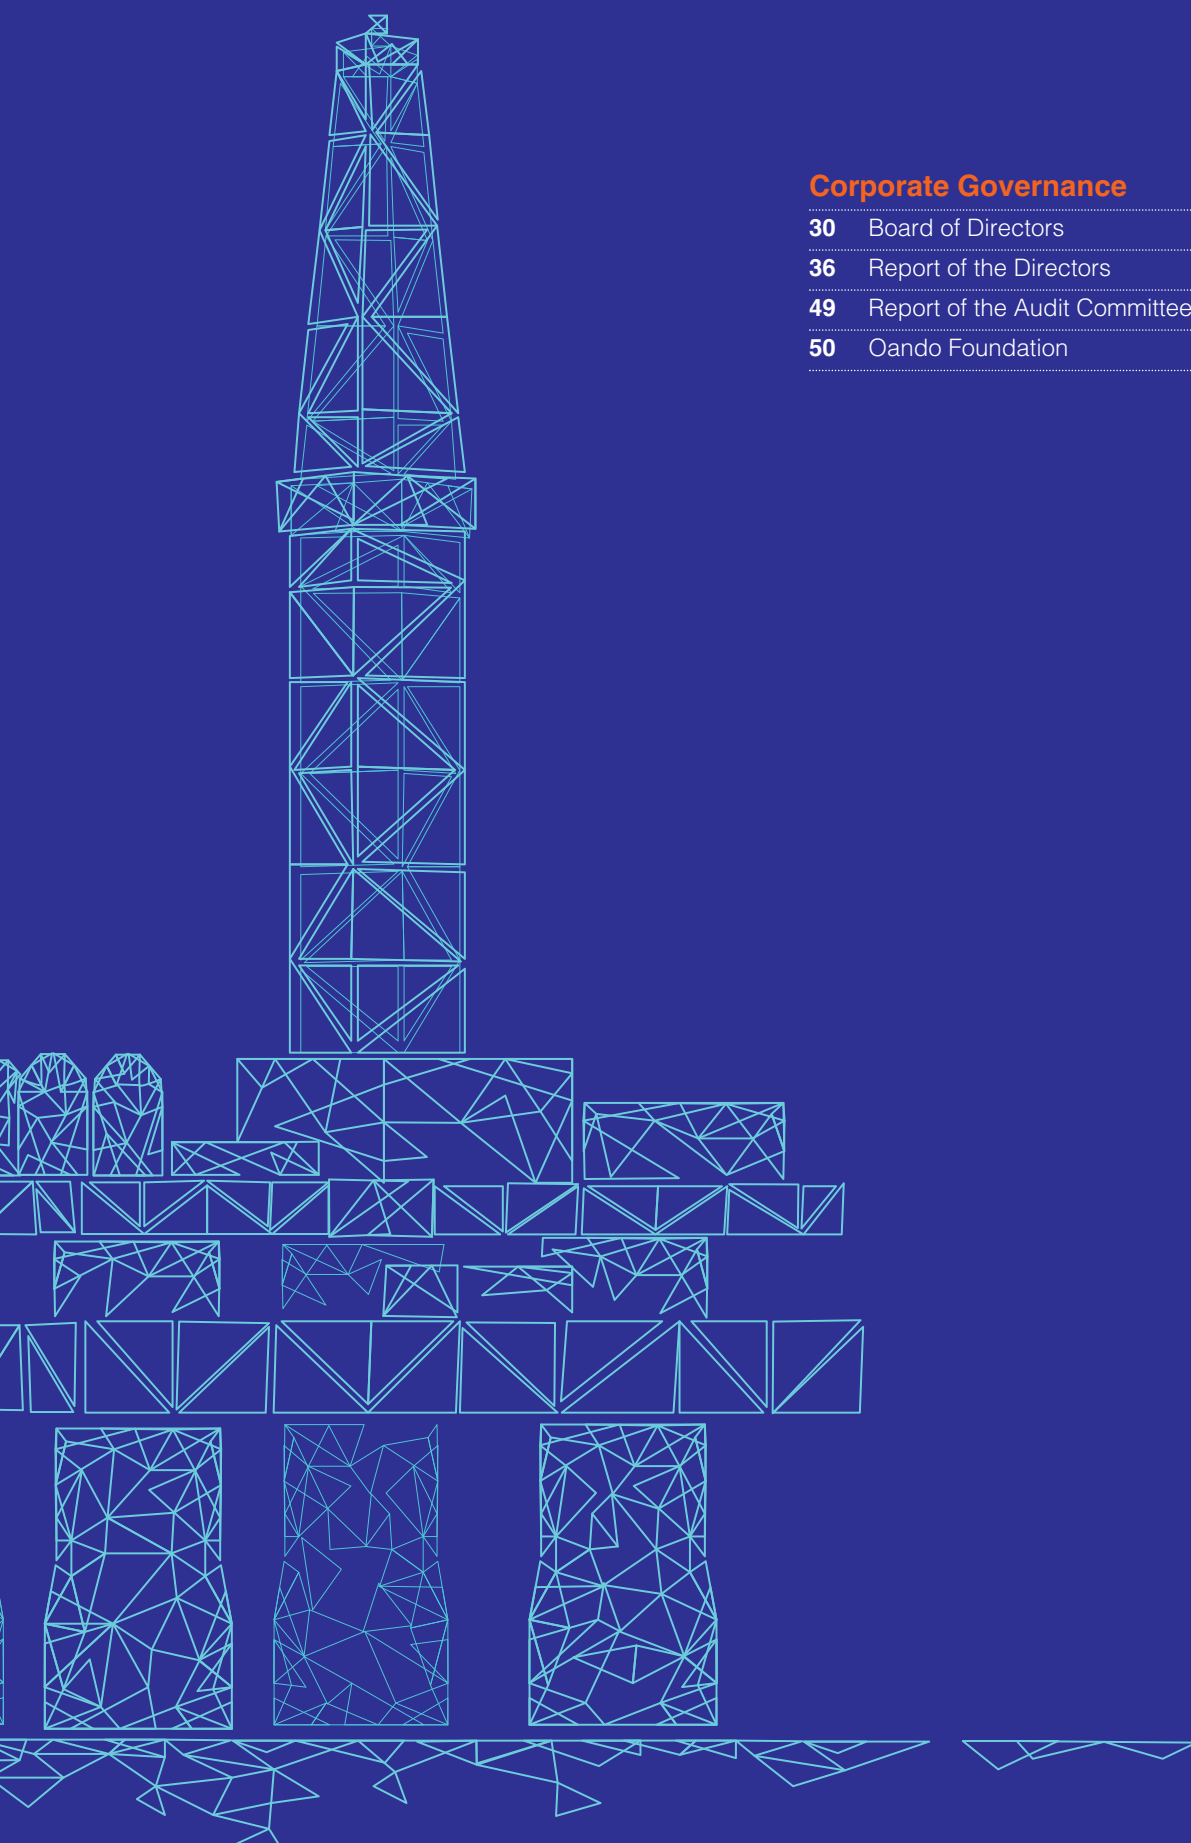 Corporate Governance
30 Board of Directors
36 Report of the Directors
49 Report of the Audit Committee
50 Oando Foundation